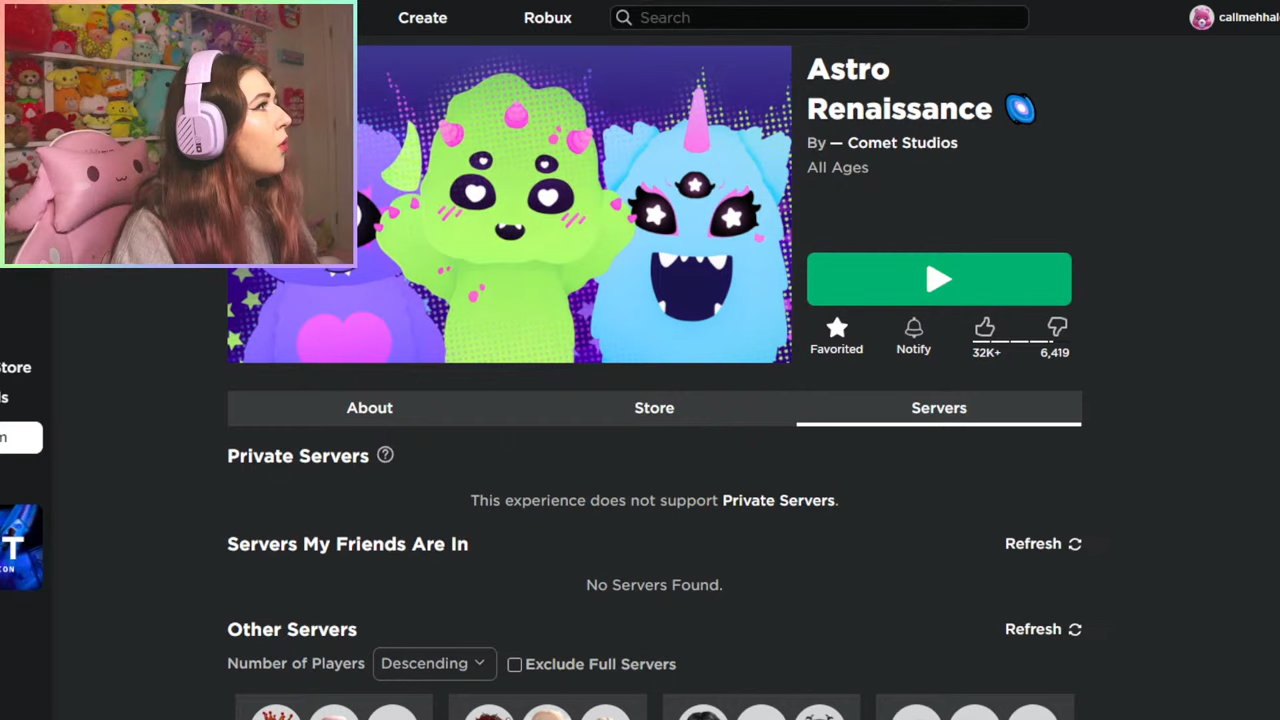 Create
Robux
Search
callmehhal
Astro
Renaissance
By — Comet Studios
All Ages
Favorited
Notify
32K+
6,419
Store
About
Store
Servers
Private Servers
This experience does not support Private Servers.
Servers My Friends Are In
Refresh
No Servers Found.
Other Servers
Refresh
Number of Players
Descending
Exclude Full Servers